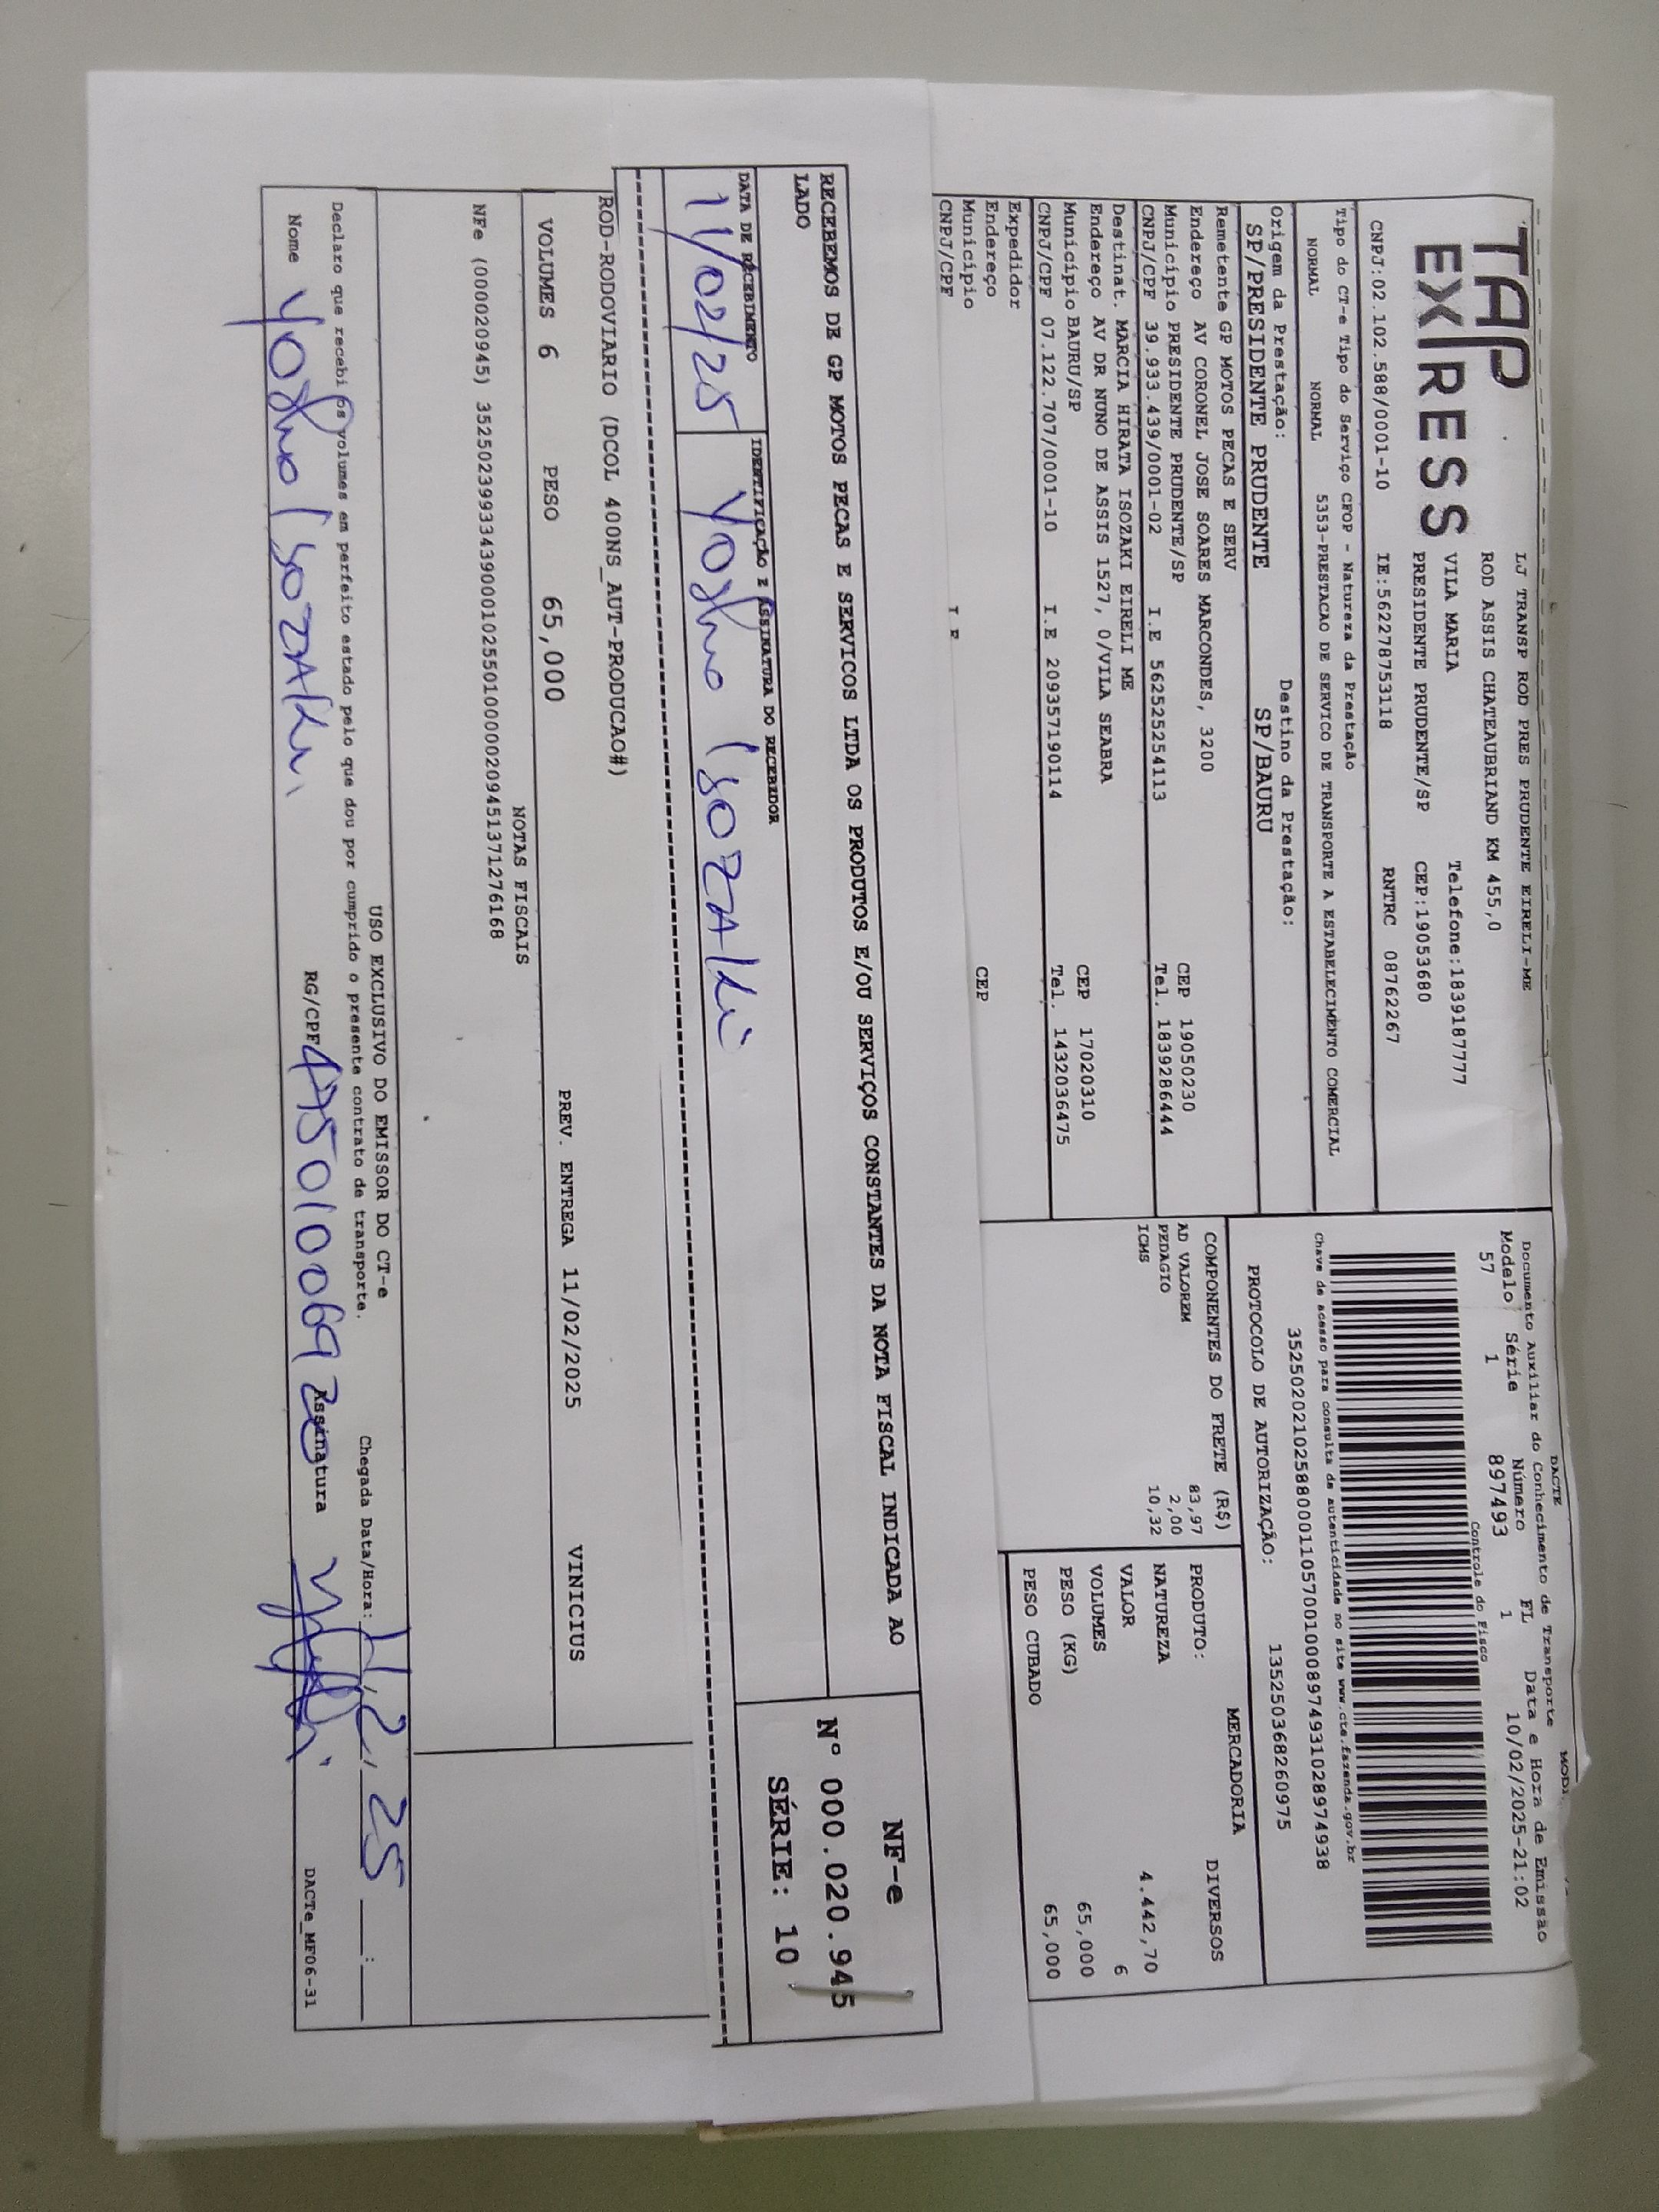 TAP
EXPRESS
LJ TRANSP ROD PRES PRUDENTE EIRELI-ME
ROD ASSIS CHATEAUBRIAND KM 455,0
VILA MARIA Telefone:1839187777
PRESIDENTE PRUDENTE/SP CEP:19053680
CNPJ:02.102.588/0001-10 IE:562278753118 RNTRC 08762267
Tipo do CT-e Tipo do Serviço CFOP - Natureza da Prestação
NORMAL NORMAL 5353-PRESTACAO DE SERVICO DE TRANSPORTE A ESTABELECIMENTO COMERCIAL
Origem da Prestação: Destino da Prestação:
SP/PRESIDENTE PRUDENTE SP/BAURU
Remetente GP MOTOS PECAS E SERV
Endereço AV CORONEL JOSE SOARES MARCONDES, 3200 CEP 19050230
Município PRESIDENTE PRUDENTE/SP Tel. 1839286444
CNPJ/CPF 39.933.439/0001-02 I.E 562525254113
Destinat. MARCIA HIRATA ISOZAKI EIRELI ME
Endereço AV DR NUNO DE ASSIS 1527, 0/VILA SEABRA CEP 17020310
Município BAURU/SP Tel. 1432036475
CNPJ/CPF 07.122.707/0001-10 I.E 209357190114
Expedidor
Endereço CEP
Município
CNPJ/CPF
DACTE
Documento Auxiliar do Conhecimento de Transporte
Modelo Série Número FL Data e Hora de Emissão
57 1 897493 1 10/02/2025-21:02
Controle do Fisco
Chave de acesso para consulta de autenticidade no site www.cte.fazenda.gov.br
35250202102588000110570010008974931028974938
PROTOCOLO DE AUTORIZAÇÃO: 135250368260975
COMPONENTES DO FRETE (R$)
AD VALOREM 83,97
PEDAGIO 2,00
ICMS 10,32
MERCADORIA
PRODUTO: DIVERSOS
NATUREZA
VALOR 4.442,70
VOLUMES 6
PESO (KG) 65,000
PESO CUBADO 65,000
RECEBEMOS DE GP MOTOS PECAS E SERVICOS LTDA OS PRODUTOS E/OU SERVIÇOS CONSTANTES DA NOTA FISCAL INDICADA AO
LADO
NF-e
Nº 000.020.945
SÉRIE: 10
DATA DE RECEBIMENTO IDENTIFICAÇÃO E ASSINATURA DO RECEBEDOR
11/02/25 Yoshio Isozaki
ROD-RODOVIARIO (DCOL 400NS_AUT-PRODUCAO#)
VOLUMES 6 PESO 65,000 PREV. ENTREGA 11/02/2025 VINICIUS
NOTAS FISCAIS
NFe (000020945) 35250239933439000102550100000209451371276168
USO EXCLUSIVO DO EMISSOR DO CT-e
Declaro que recebi os volumes em perfeito estado pelo que dou por cumprido o presente contrato de transporte. Chegada Data/Hora: 11,2,25 :
Nome Yoshio Isozaki RG/CPF Assinatura DACTe_MF06-31